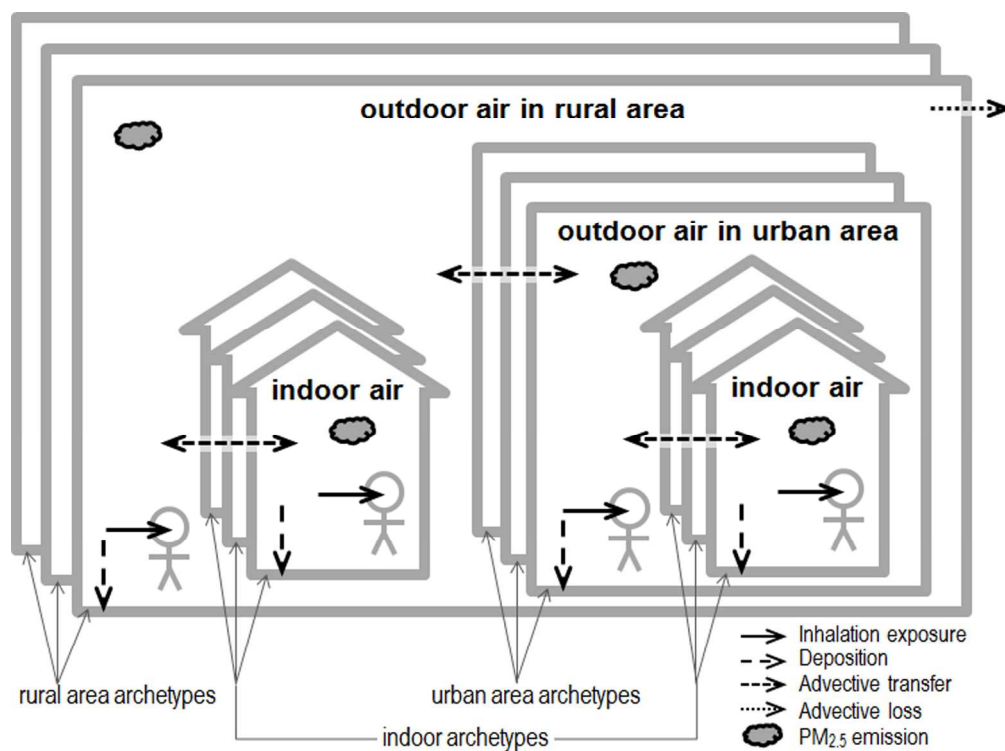 outdoor air in rural area
outdoor air in urban area
indoor air
indoor air
rural area archetypes
urban area archetypes
indoor archetypes
Inhalation exposure
Deposition
Advective transfer
Advective loss
PM2.5 emission